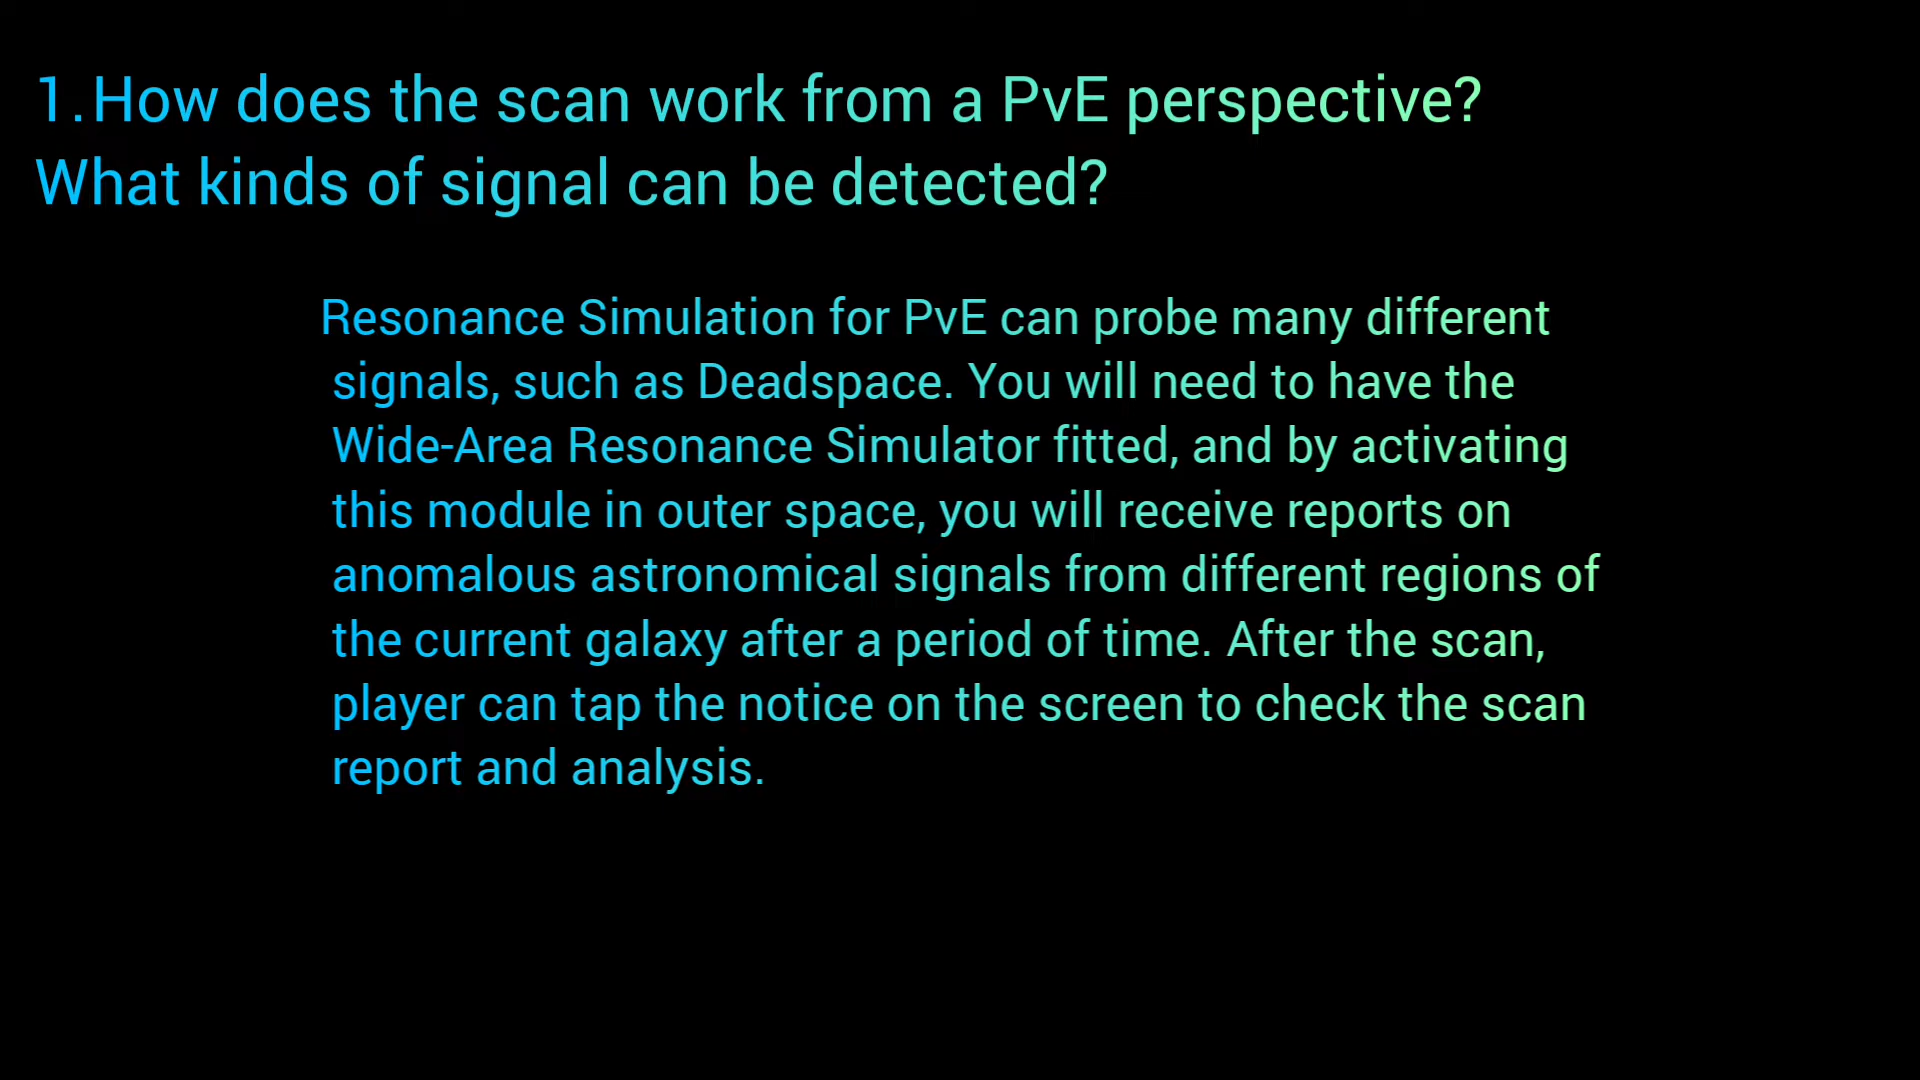 1.How does the scan work from a PvE perspective?
What kinds of signal can be detected?
Resonance Simulation for PvE can probe many different
signals, such as Deadspace. You will need to have the
Wide-Area Resonance Simulator fitted, and by activating
this module in outer space, you will receive reports on
anomalous astronomical signals from different regions of
the current galaxy after a period of time. After the scan,
player can tap the notice on the screen to check the scan
report and analysis.